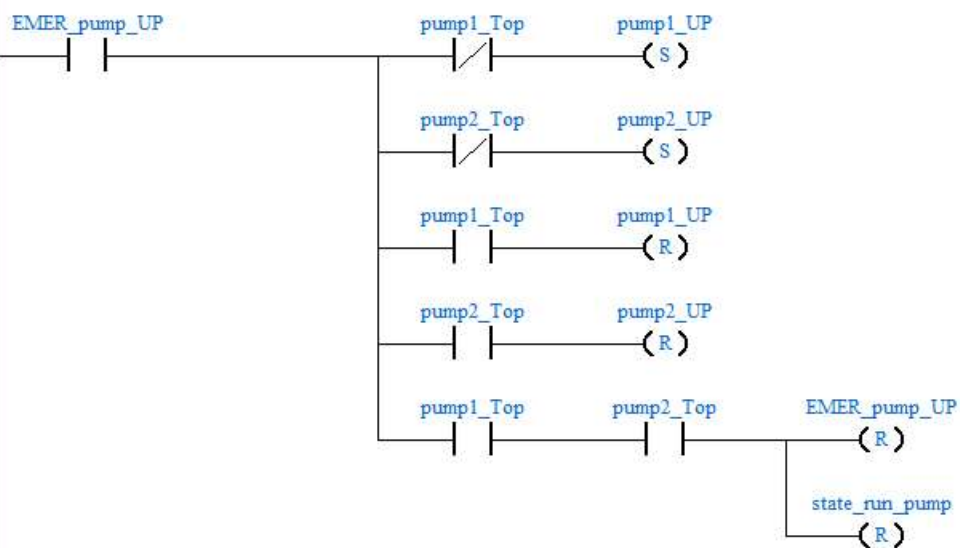 EMER_pump_UP pump1_Top pump1_UP
S
pump2_Top pump2_UP
S
pump1_Top pump1_UP
R
pump2_Top pump2_UP
R
pump1_Top pump2_Top EMER_pump_UP
R
state_run_pump
R